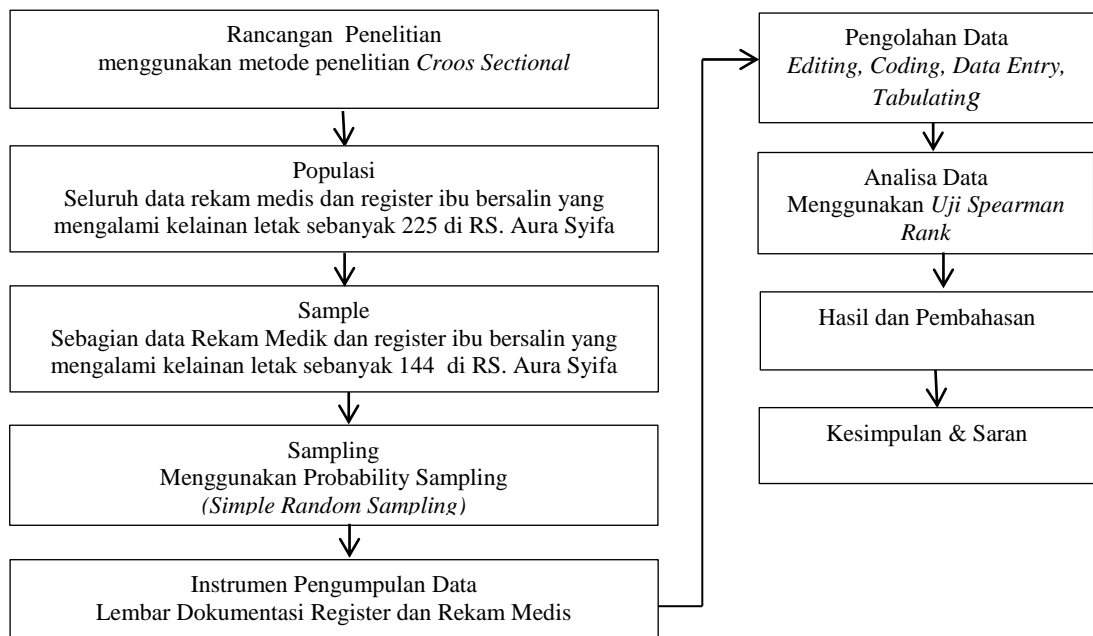 Rancangan Penelitian
menggunakan metode penelitian Croos Sectional
Populasi
Seluruh data rekam medis dan register ibu bersalin yang
mengalami kelainan letak sebanyak 225 di RS. Aura Syifa
Sample
Sebagian data Rekam Medik dan register ibu bersalin yang
mengalami kelainan letak sebanyak 144 di RS. Aura Syifa
Sampling
Menggunakan Probability Sampling
(Simple Random Sampling)
Instrumen Pengumpulan Data
Lembar Dokumentasi Register dan Rekam Medis
Pengolahan Data
Editing, Coding, Data Entry,
Tabulating
Analisa Data
Menggunakan Uji Spearman
Rank
Hasil dan Pembahasan
Kesimpulan & Saran